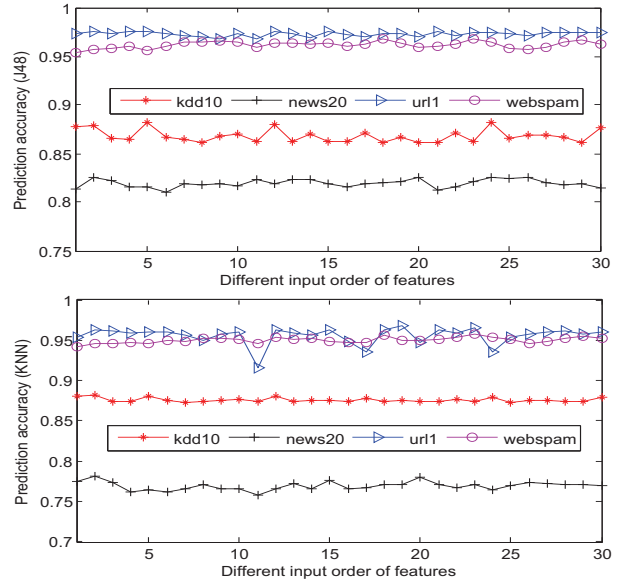 1
0.95
0.9
0.85
0.8
0.75
Prediction accuracy (J48)
kdd10 news20 url1 webspam
5 10 15 20 25 30
Different input order of features
1
0.95
0.9
0.85
0.8
0.75
0.7
Prediction accuracy (KNN)
kdd10 news20 url1 webspam
5 10 15 20 25 30
Different input order of features